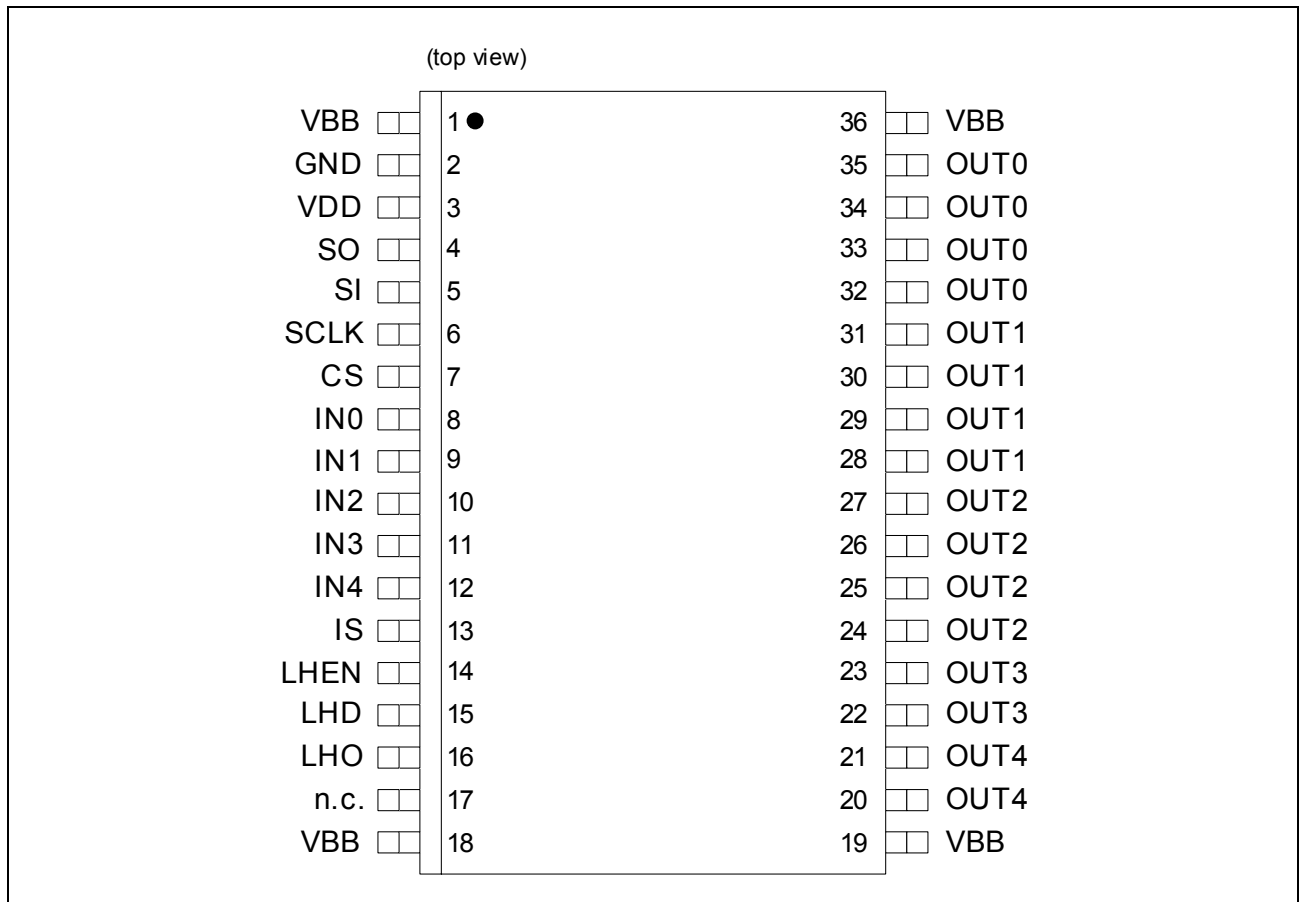 (top view)
VBB 1 36 VBB
GND 2 35 OUT0
VDD 3 34 OUT0
SO 4 33 OUT0
SI 5 32 OUT0
SCLK 6 31 OUT1
CS 7 30 OUT1
IN0 8 29 OUT1
IN1 9 28 OUT1
IN2 10 27 OUT2
IN3 11 26 OUT2
IN4 12 25 OUT2
IS 13 24 OUT2
LHEN 14 23 OUT3
LHD 15 22 OUT3
LHO 16 21 OUT4
n.c. 17 20 OUT4
VBB 18 19 VBB